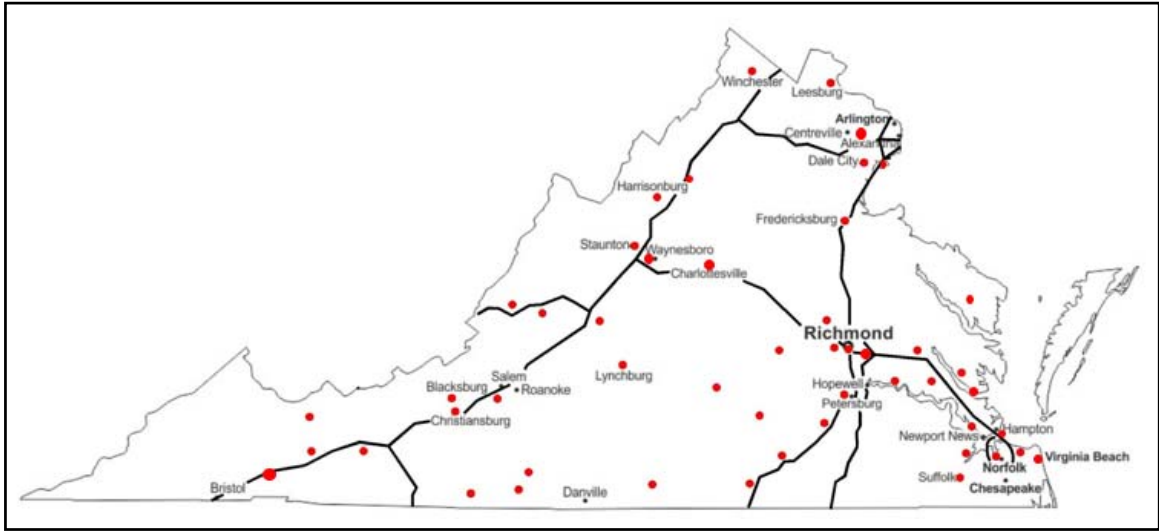 Winchester
Leesburg
Arlington
Centreville
Alexandria
Dale City
Harrisonburg
Fredericksburg
Staunton
Waynesboro
Charlottesville
Richmond
Lynchburg
Salem
Roanoke
Blacksburg
Christiansburg
Hopewell
Petersburg
Hampton
Newport News
Virginia Beach
Norfolk
Suffolk
Chesapeake
Bristol
Danville